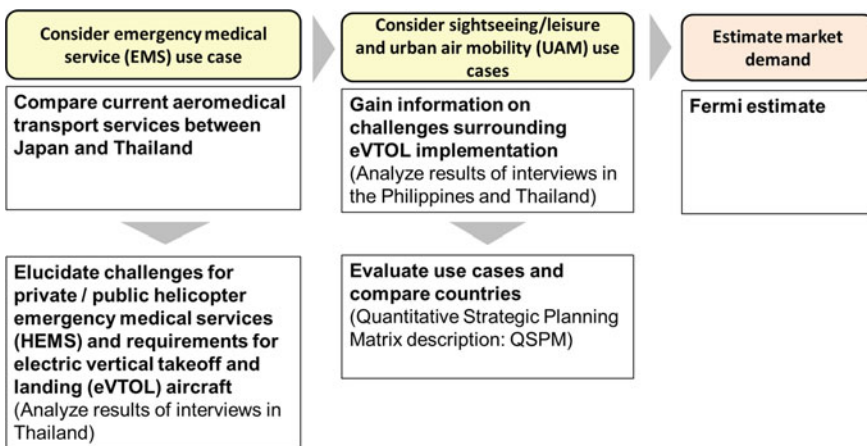 Consider emergency medical
service (EMS) use case
Compare current aeromedical
transport services between
Japan and Thailand
Elucidate challenges for
private / public helicopter
emergency medical services
(HEMS) and requirements for
electric vertical takeoff and
landing (eVTOL) aircraft
(Analyze results of interviews in
Thailand)
Consider sightseeing/leisure
and urban air mobility (UAM) use
cases
Gain information on
challenges surrounding
eVTOL implementation
(Analyze results of interviews in
the Philippines and Thailand)
Evaluate use cases and
compare countries
(Quantitative Strategic Planning
Matrix description: QSPM)
Estimate market
demand
Fermi estimate